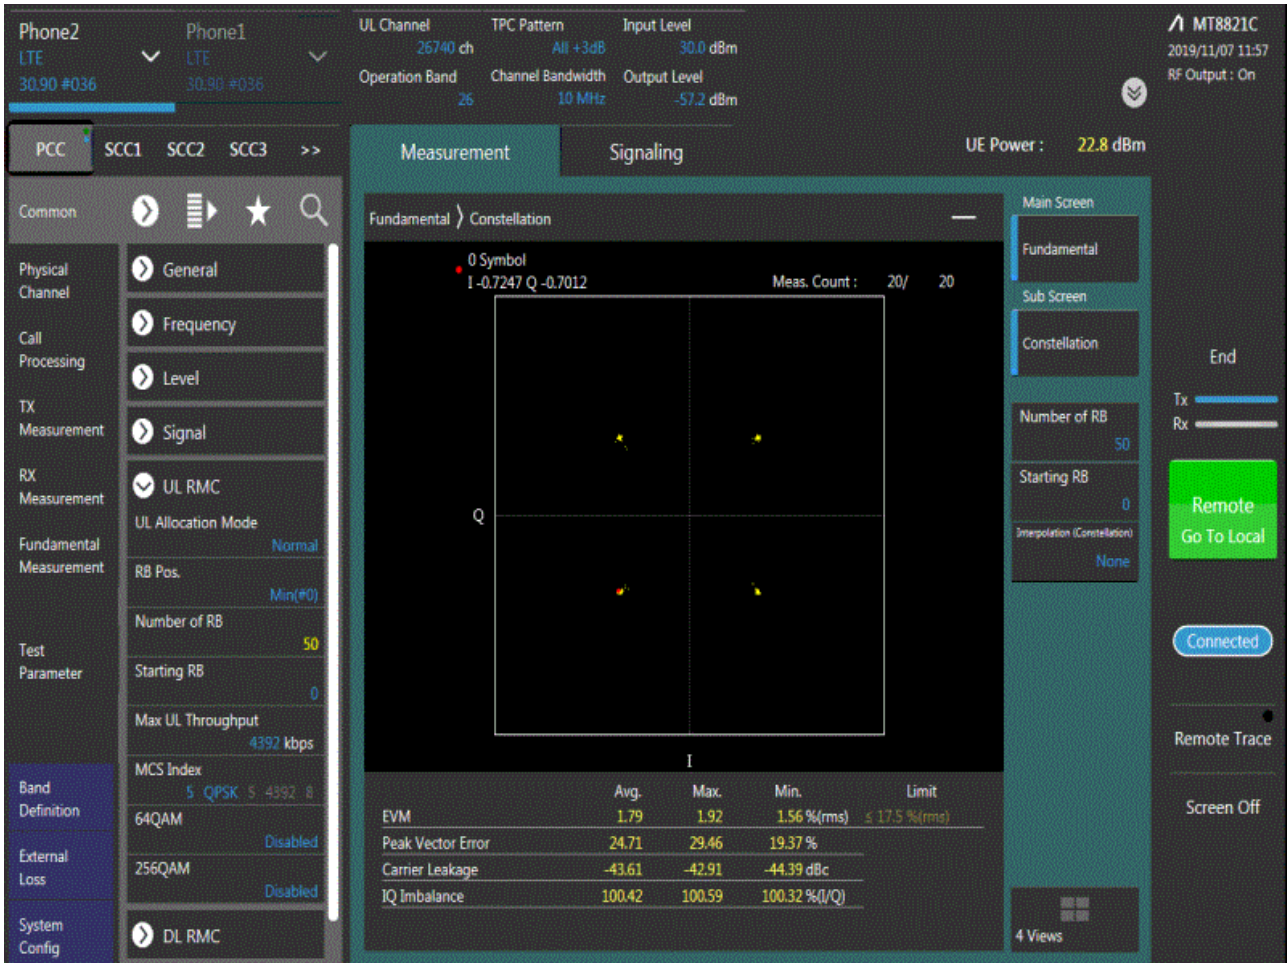 Phone2
LTE
30.90 #036
Phone1
LTE
30.90 #036
UL Channel
26740 ch
TPC Pattern
All +3dB
Input Level
30.0 dBm
Operation Band
26
Channel Bandwidth
10 MHz
Output Level
-57.2 dBm
MT8821C
2019/11/07 11:57
RF Output : On
PCC SCC1 SCC2 SCC3 >>
Measurement
Signaling
UE Power : 22.8 dBm
Common
Physical
Channel
Call
Processing
TX
Measurement
RX
Measurement
Fundamental
Measurement
Test
Parameter
Band
Definition
External
Loss
System
Config
General
Frequency
Level
Signal
UL RMC
UL Allocation Mode
Normal
RB Pos.
Min(#0)
Number of RB
50
Starting RB
0
Max UL Throughput
4392 kbps
MCS Index
5 QPSK 5 4392 8
64QAM
Disabled
256QAM
Disabled
DL RMC
Fundamental 〉Constellation
0 Symbol
I -0.7247 Q -0.7012
Meas. Count : 20/ 20
Q
I
Avg. Max. Min. Limit
EVM 1.79 1.92 1.56 %(rms) ≤ 17.5 %(rms)
Peak Vector Error 24.71 29.46 19.37 %
Carrier Leakage -43.61 -42.91 -44.39 dBc
IQ Imbalance 100.42 100.59 100.32 %(I/Q)
Main Screen
Fundamental
Sub Screen
Constellation
Number of RB
50
Starting RB
0
Interpolation (Constellation)
None
4 Views
End
Tx
Rx
Remote
Go To Local
Connected
Remote Trace
Screen Off